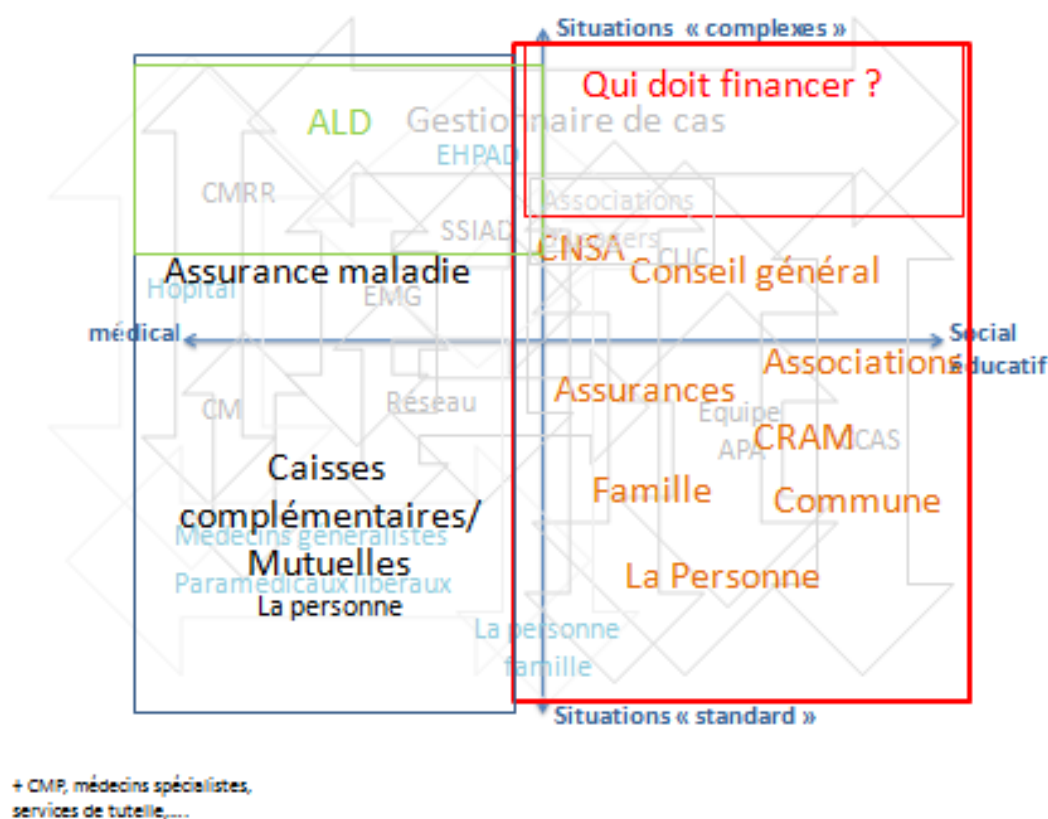 Situations « complexes »
Qui doit financer ?
ALD
Gestionnaire de cas
EHPAD
CMRR
Associations
SSIAD
CNSA
CLIC
Assurance maladie
Conseil général
Hôpital
EMG
médical
Social
éducatif
Associations
Assurances
Réseau
CM
Equipe
APA
CRAM
CCAS
Caisses
complémentaires/
Mutuelles
Famille
Commune
Médecins généralistes
Paramédicaux libéraux
La personne
La Personne
La personne
famille
Situations « standard »
+ CMP, médecins spécialistes,
services de tutelle,....